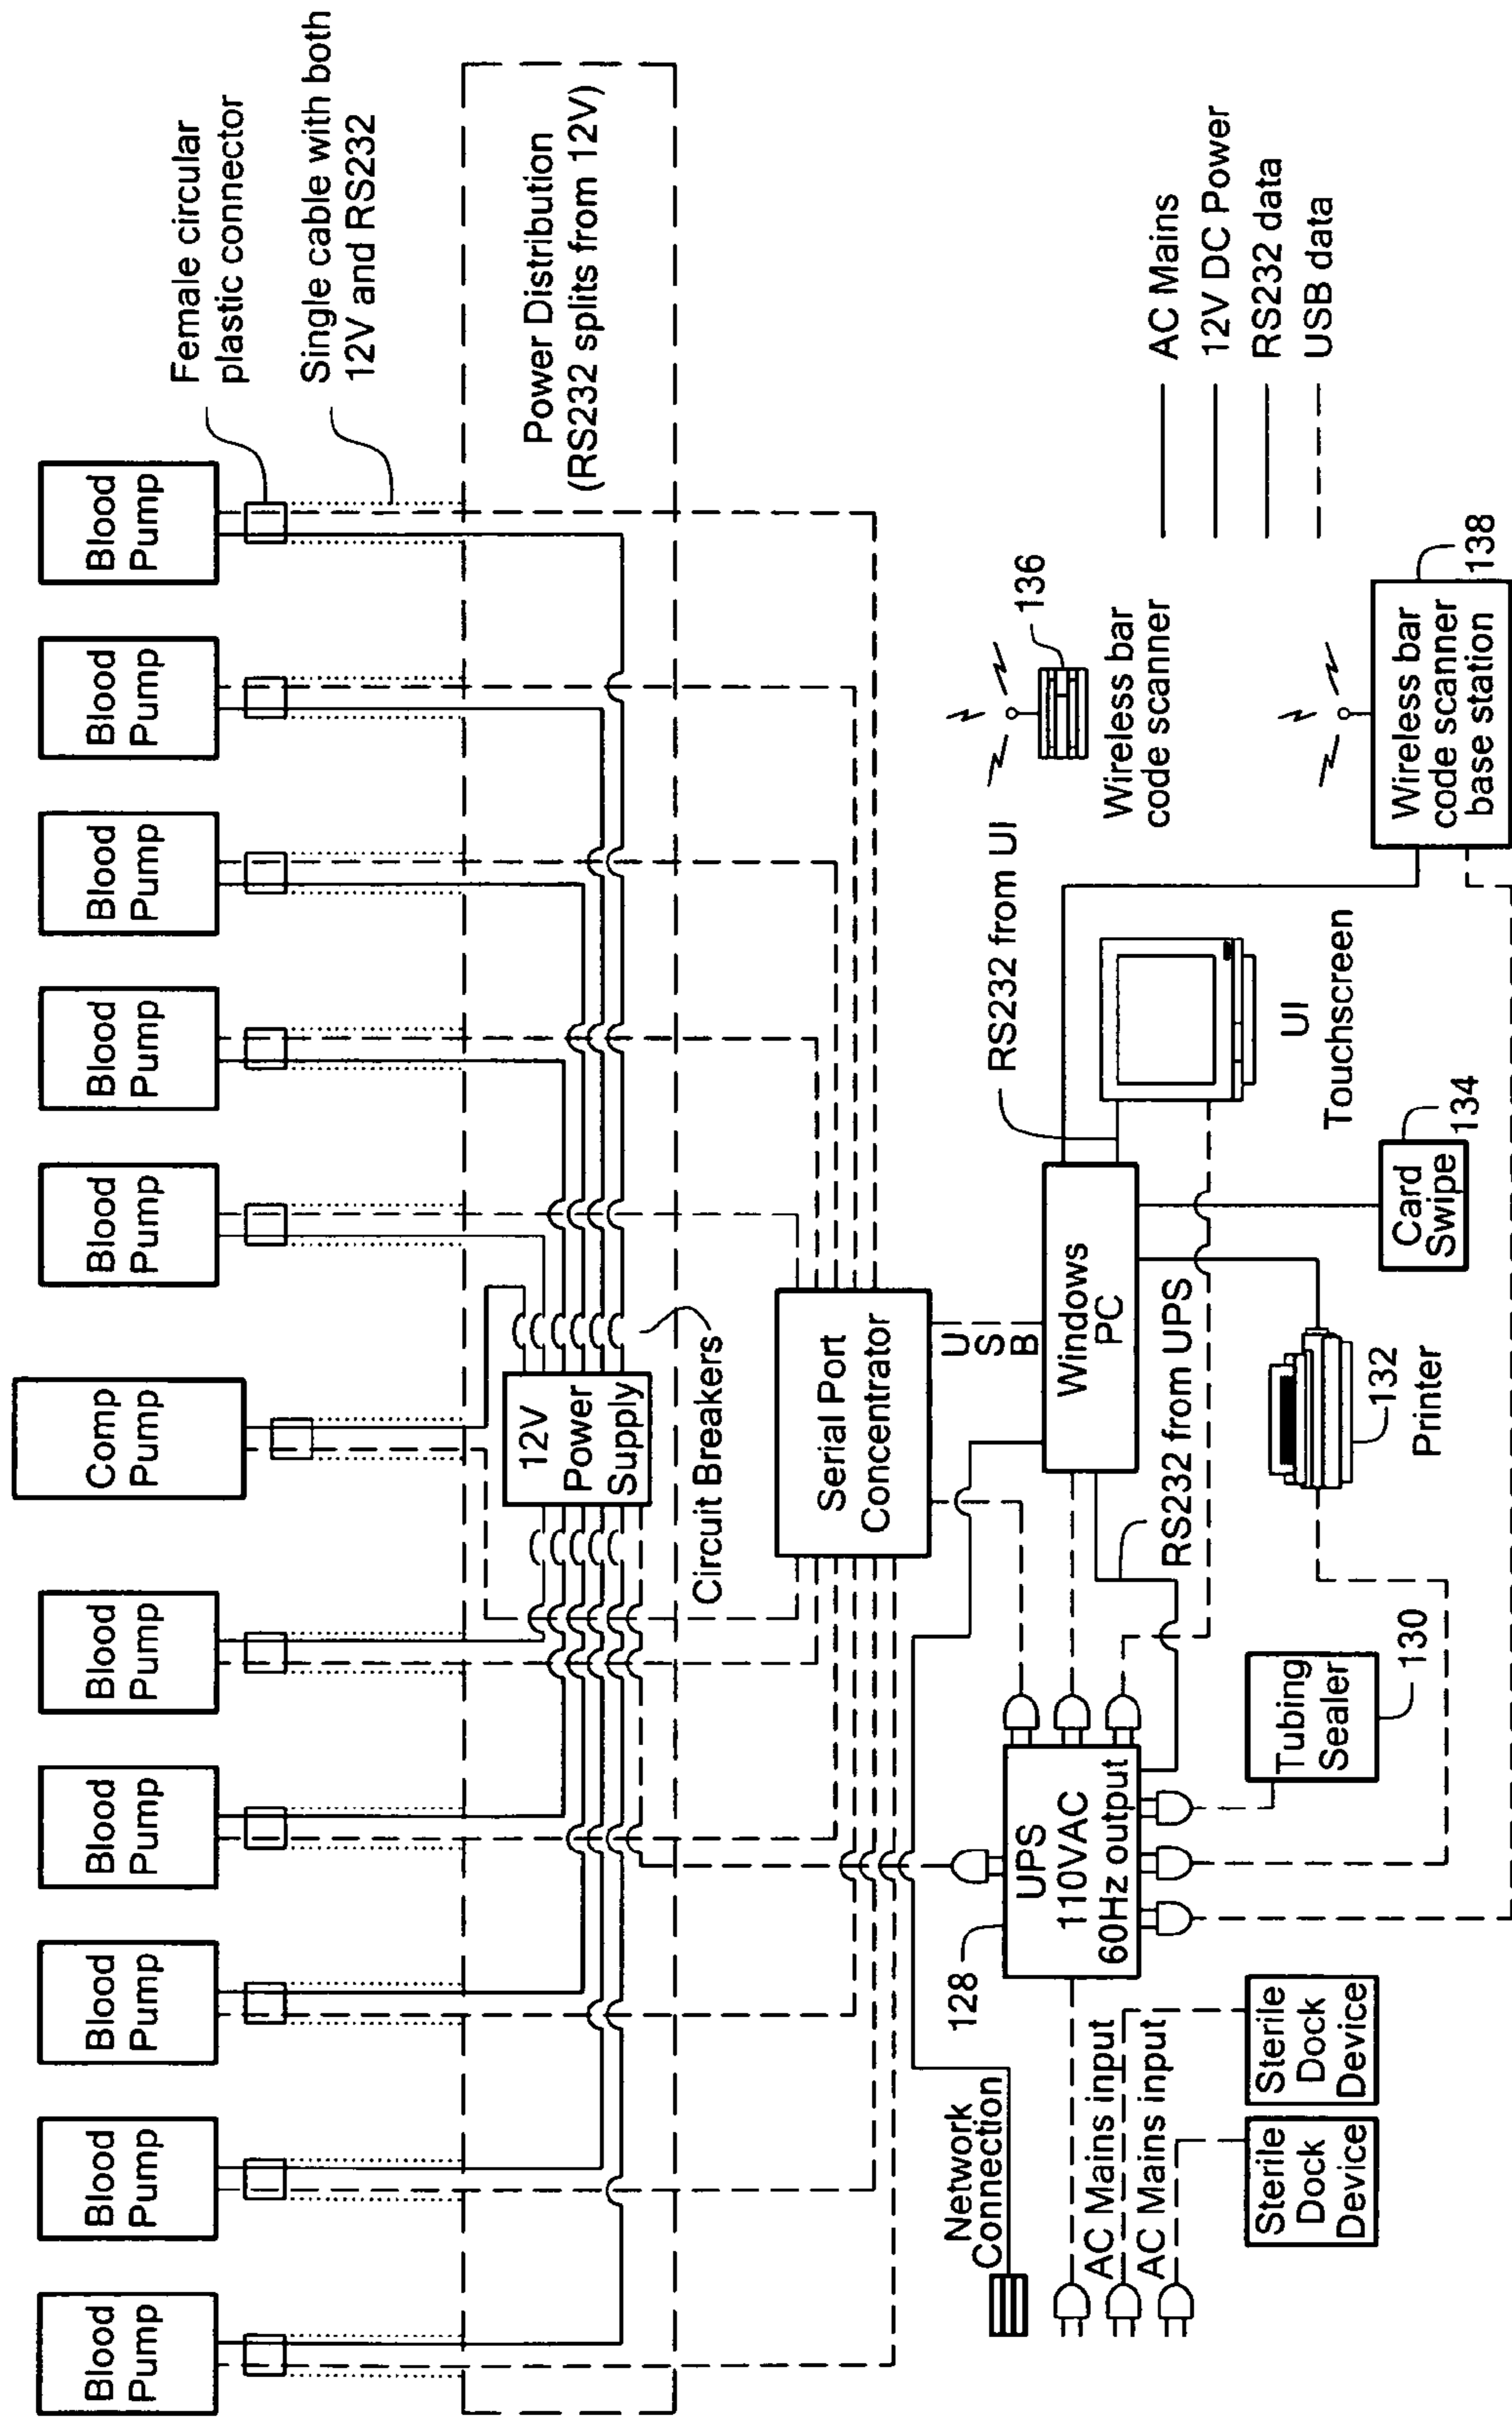 Blood
Pump
Blood
Pump
Blood
Pump
Blood
Pump
Blood
Pump
Comp
Pump
Blood
Pump
Blood
Pump
Blood
Pump
Blood
Pump
Blood
Pump
Female circular
plastic connector
Single cable with both
12V and RS232
Power Distribution
(RS232 splits from 12V)
12V
Power
Supply
Circuit Breakers
Serial Port
Concentrator
U
S
B
Network
Connection
128
UPS
110VAC
60Hz output
Windows
PC
RS232 from UI
RS232 from UPS
136
Wireless bar
code scanner
AC Mains
12V DC Power
RS232 data
USB data
AC Mains input
AC Mains input
Sterile
Dock
Device
Sterile
Dock
Device
Tubing
Sealer
130
132
Printer
UI
Touchscreen
Card
Swipe
134
Wireless bar
code scanner
base station
138